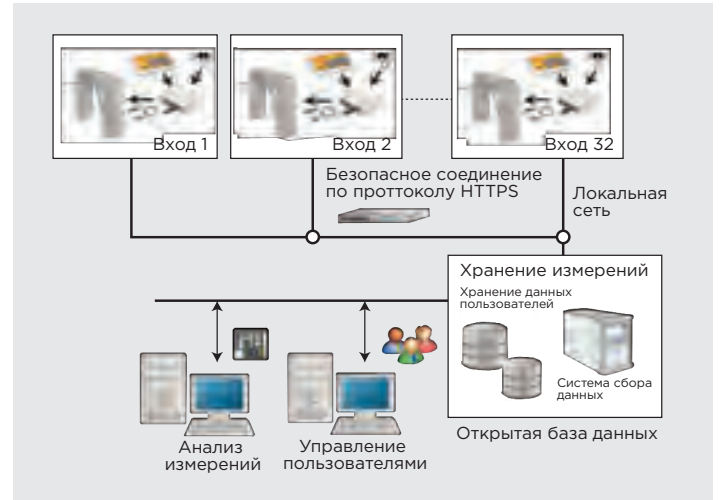 Вход 1
Вход 2
Вход 32
Безопасное соединение
по проттоколу HTTPS
Локальная
сеть
Хранение измерений
Хранение данных
пользователей
Система сбора
данных
Открытая база данных
Анализ
измерений
Управление
пользователями